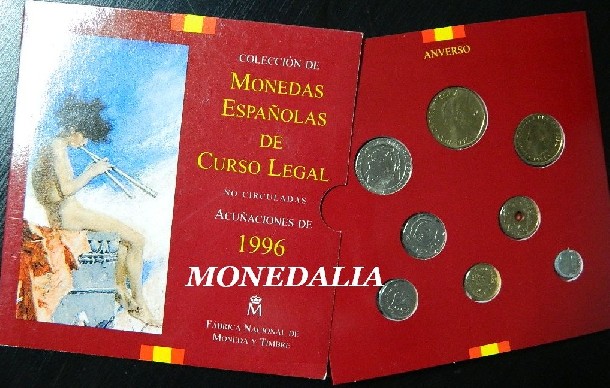 COLECCIÓN DE
MONEDAS
ESPAÑOLAS
DE
CURSO LEGAL
NO CIRCULADAS
ACUÑACIONES DE
1996
MONEDALIA
M
FÁBRICA NACIONAL DE
MONEDA Y TIMBRE
ANVERSO